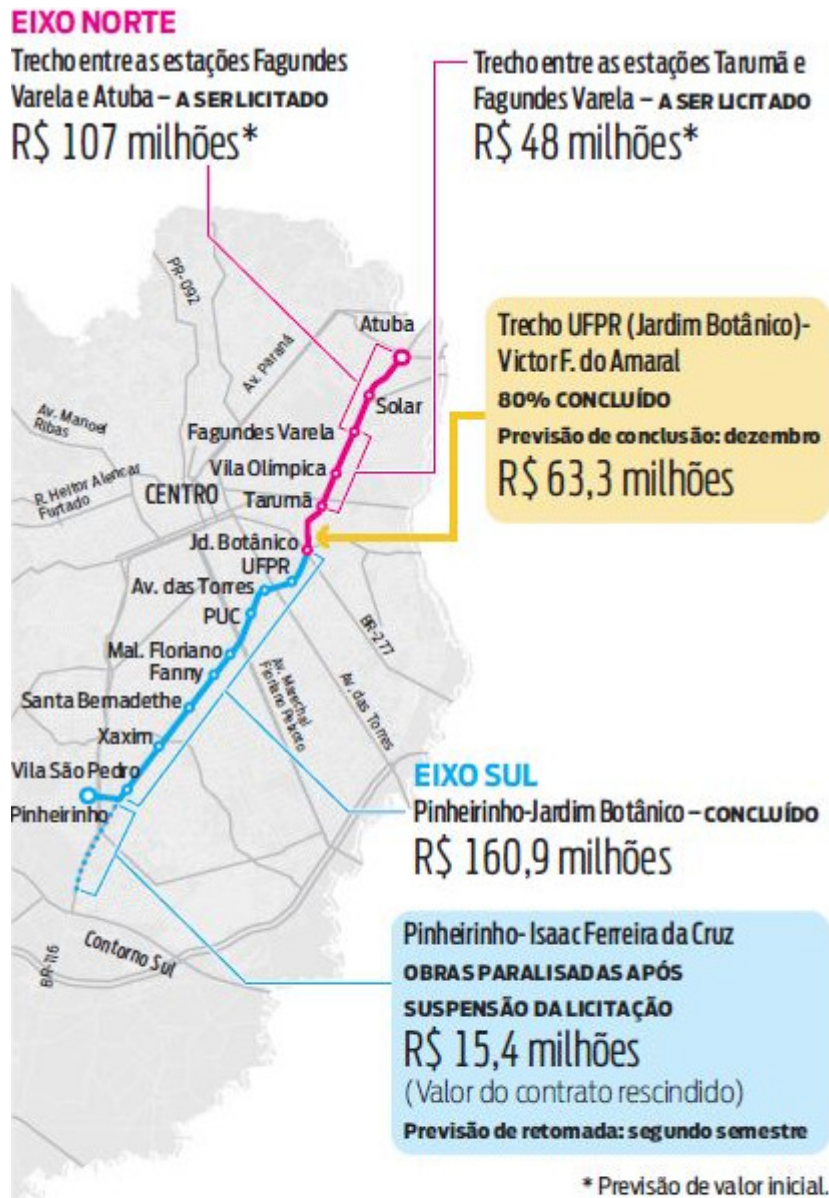 EIXO NORTE
Trecho entre as estações Fagundes
Varela e Atuba – A SER LICITADO
R$ 107 milhões*
Trecho entre as estações Tarumã e
Fagundes Varela – A SER LICITADO
R$ 48 milhões*
Trecho UFPR (Jardim Botânico)-
Victor F. do Amaral
80% CONCLUÍDO
Previsão de conclusão: dezembro
R$ 63,3 milhões
PR-092
Av. Paraná
Atuba
Solar
Av. Manoel
Ribas
Fagundes Varela
Vila Olímpica
R. Heitor Alencar
Furtado
CENTRO
Tarumã
Jd. Botânico
UFPR
Av. das Torres
PUC
BR-277
Mal. Floriano
Fanny
Av. Marechal
Floriano Peixoto
Av. das Torres
Santa Bernadethe
Xaxim
Vila São Pedro
Pinheirinho
EIXO SUL
Pinheirinho-Jardim Botânico – CONCLUÍDO
R$ 160,9 milhões
Contorno Sul
BR-116
Pinheirinho- Isaac Ferreira da Cruz
OBRAS PARALISADAS APÓS
SUSPENSÃO DA LICITAÇÃO
R$ 15,4 milhões
(Valor do contrato rescindido)
Previsão de retomada: segundo semestre
* Previsão de valor inicial.